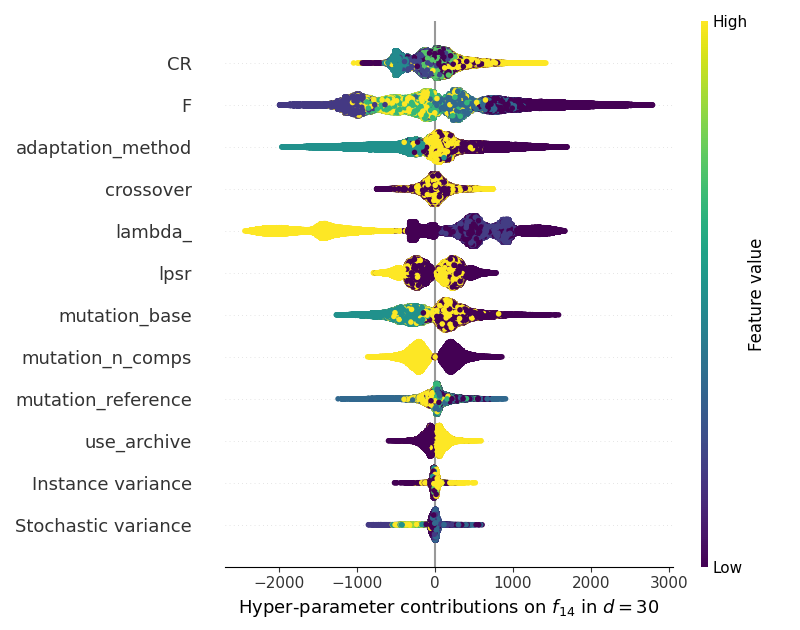 High
CR
F
adaptation_method
crossover
lambda_
lpsr
mutation_base
mutation_n_comps
mutation_reference
use_archive
Instance variance
Stochastic variance
Feature value
Low
−2000 −1000 0 1000 2000 3000
Hyper-parameter contributions on f₁₄ in d = 30